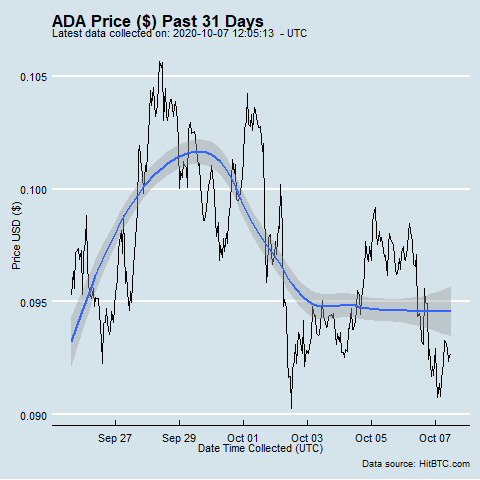 ADA Price ($) Past 31 Days
Latest data collected on: 2020-10-07 12:05:13 - UTC
0.105
0.100
0.095
0.090
Price USD ($)
Sep 27 Sep 29 Oct 01 Oct 03 Oct 05 Oct 07
Date Time Collected (UTC)
Data source: HitBTC.com